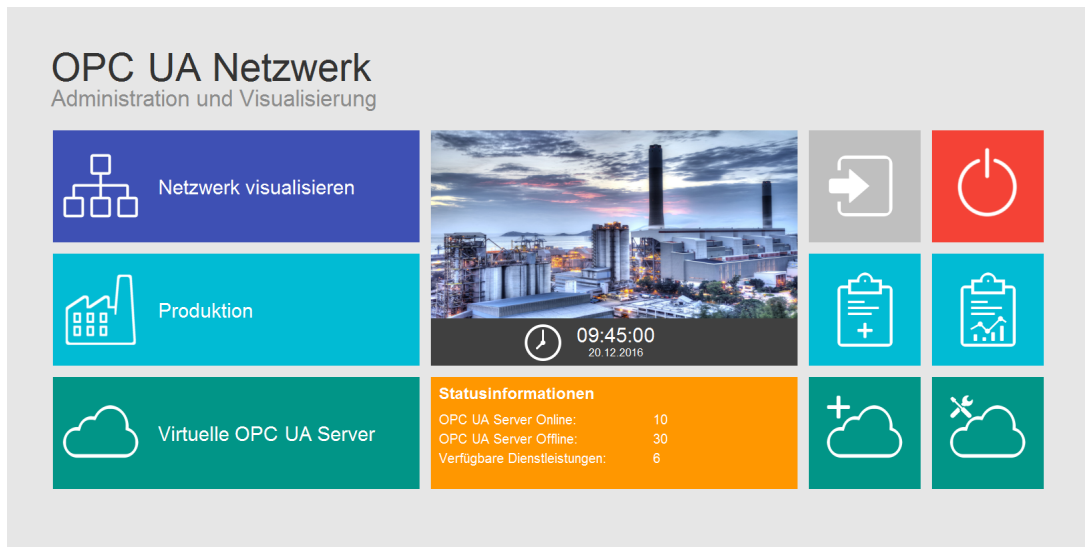 OPC UA Netzwerk
Administration und Visualisierung
Netzwerk visualisieren
Produktion
Virtuelle OPC UA Server
09:45:00
20.12.2016
Statusinformationen
OPC UA Server Online: 10
OPC UA Server Offline: 30
Verfügbare Dienstleistungen: 6